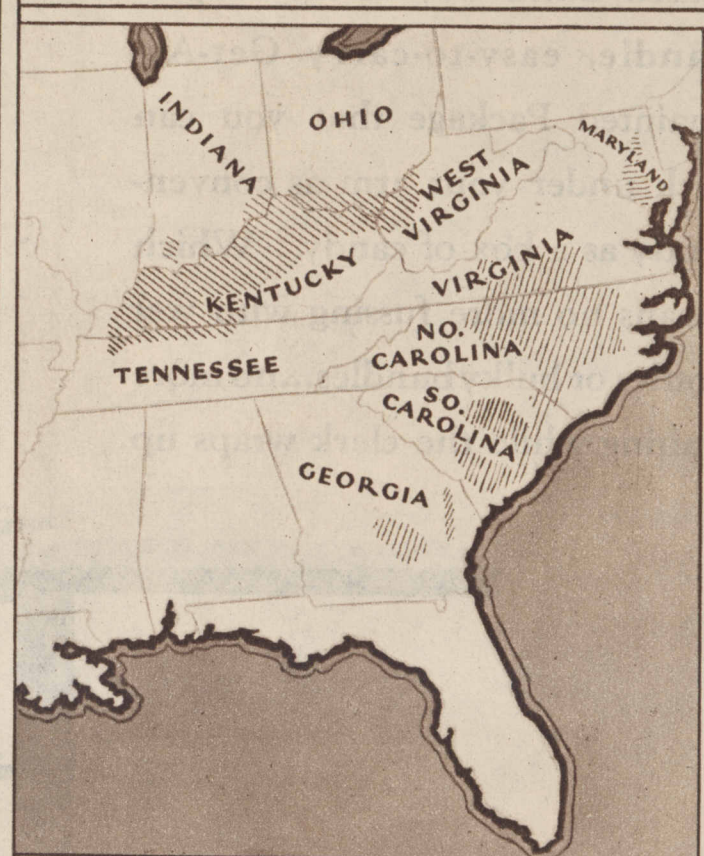 INDIANA
OHIO
MARYLAND
WEST
VIRGINIA
KENTUCKY
VIRGINIA
TENNESSEE
NO.
CAROLINA
SO.
CAROLINA
GEORGIA